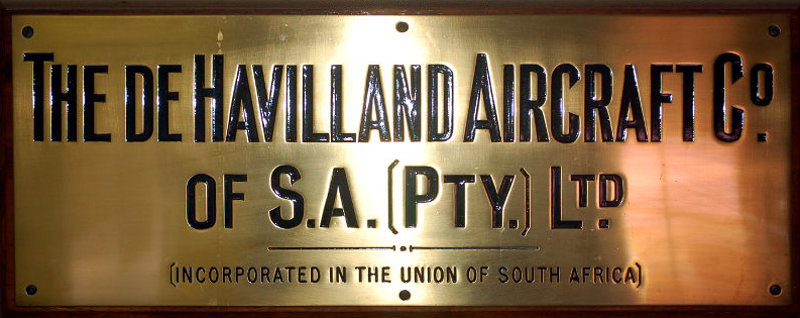 THE DE HAVILLAND AIRCRAFT CO.
OF S.A. (PTY.) LTD.
(INCORPORATED IN THE UNION OF SOUTH AFRICA)